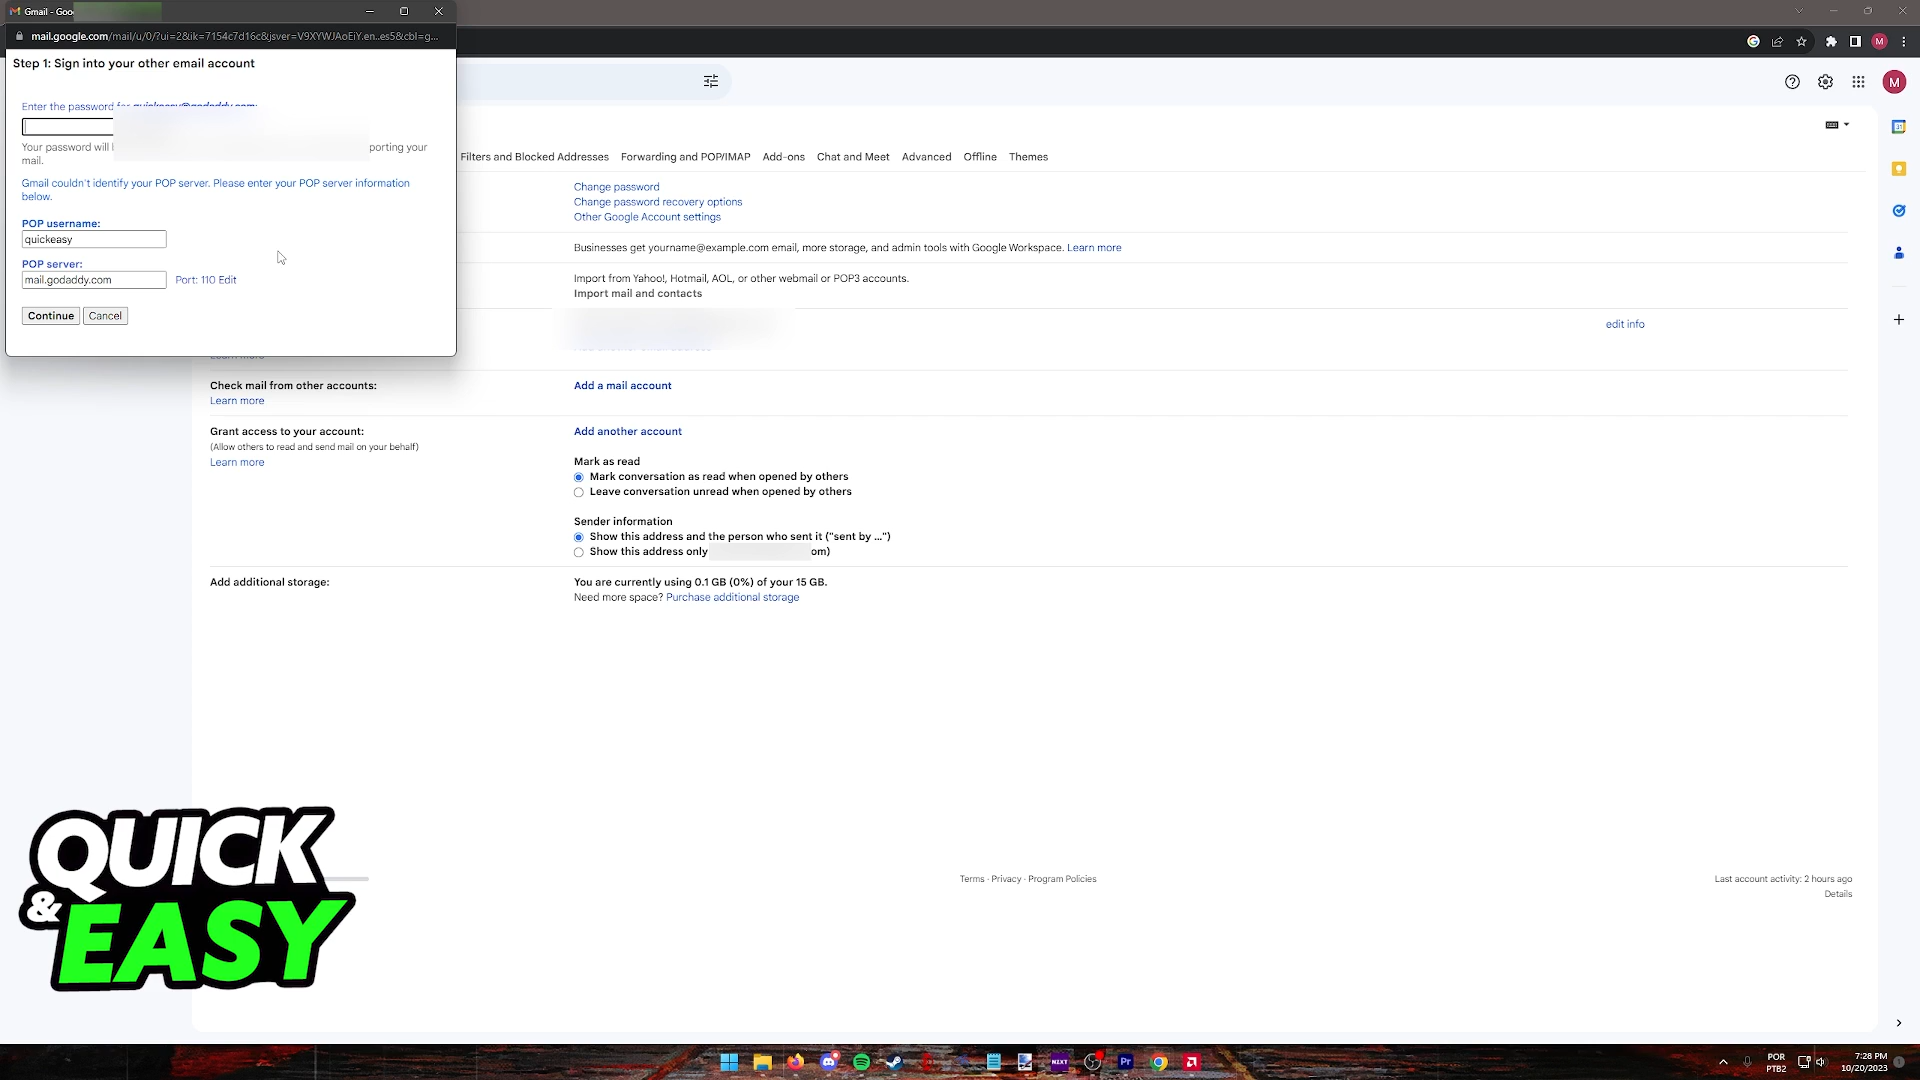 Gmail - Goo
mail.google.com/mail/u/0/?ui=2&ik=7154c7d16c8&jsver=V9XYWJAoEiY.en..es5&cbl=g...
Step 1: Sign into your other email account
Enter the password for quickeasy@godaddy.com:
Your password will
porting your
mail.
Gmail couldn't identify your POP server. Please enter your POP server information
below.
POP username:
quickeasy
POP server:
mail.godaddy.com
Port: 110 Edit
Continue Cancel
M
M
Filters and Blocked Addresses Forwarding and POP/IMAP Add-ons Chat and Meet Advanced Offline Themes
Change password
Change password recovery options
Other Google Account settings
Businesses get yourname@example.com email, more storage, and admin tools with Google Workspace. Learn more
Import from Yahoo!, Hotmail, AOL, or other webmail or POP3 accounts.
Import mail and contacts
edit info
Learn more
Check mail from other accounts:
Add a mail account
Learn more
Grant access to your account:
Add another account
(Allow others to read and send mail on your behalf)
Learn more
Mark as read
Mark conversation as read when opened by others
Leave conversation unread when opened by others
Sender information
Show this address and the person who sent it ("sent by ...")
Show this address only om)
Add additional storage:
You are currently using 0.1 GB (0%) of your 15 GB.
Need more space? Purchase additional storage
QUICK
& EASY
Terms · Privacy · Program Policies
Last account activity: 2 hours ago
Details
NEXT
Pr
POR
PTB2
7:28 PM
10/20/2023